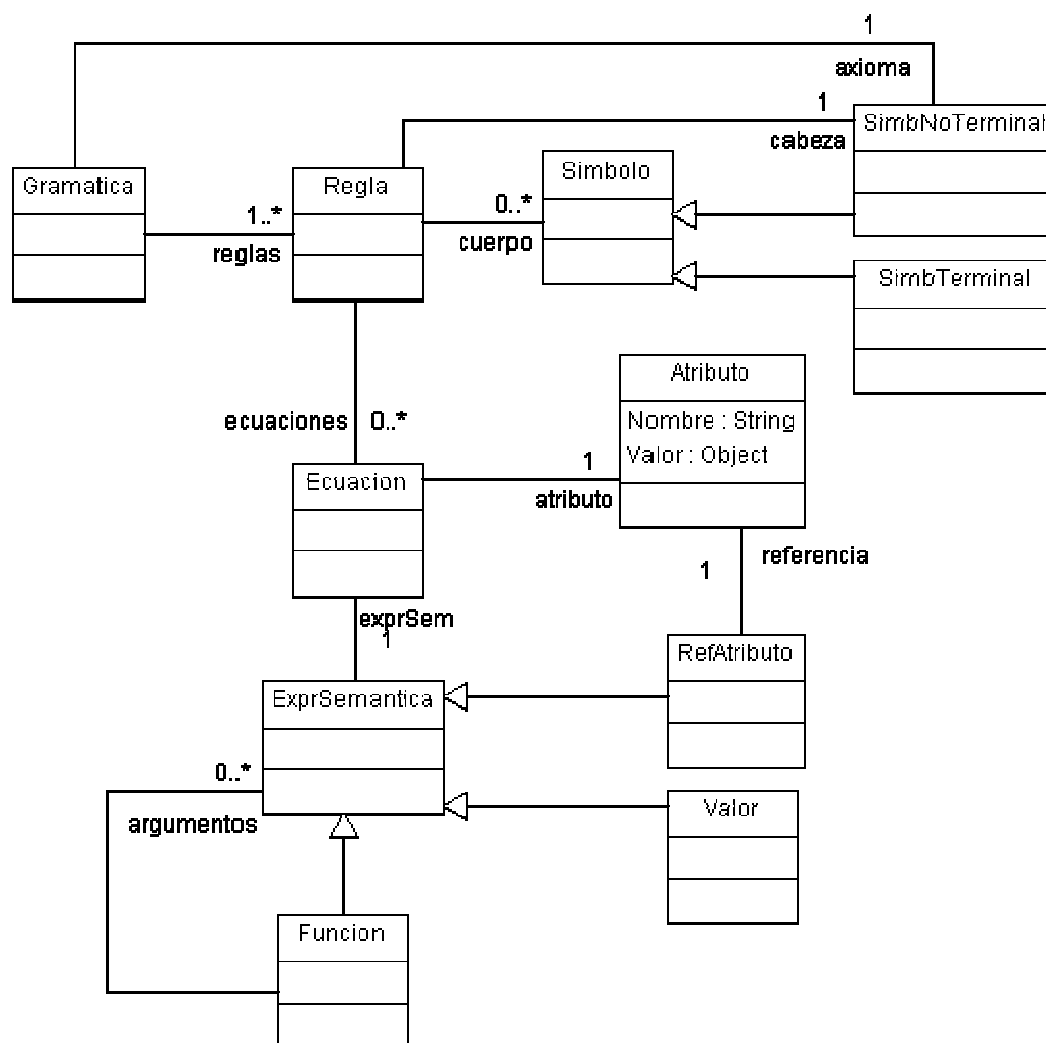 1
axioma
1
SimbNoTerminal
cabeza
Gramatica
Regla
Simbolo
1..*
0..*
reglas
cuerpo
SimbTerminal
Atributo
Nombre : String
Valor : Object
ecuaciones
0..*
Ecuacion
1
atributo
referencia
1
exprSem
1
RefAtributo
ExprSemantica
0..*
argumentos
Valor
Funcion